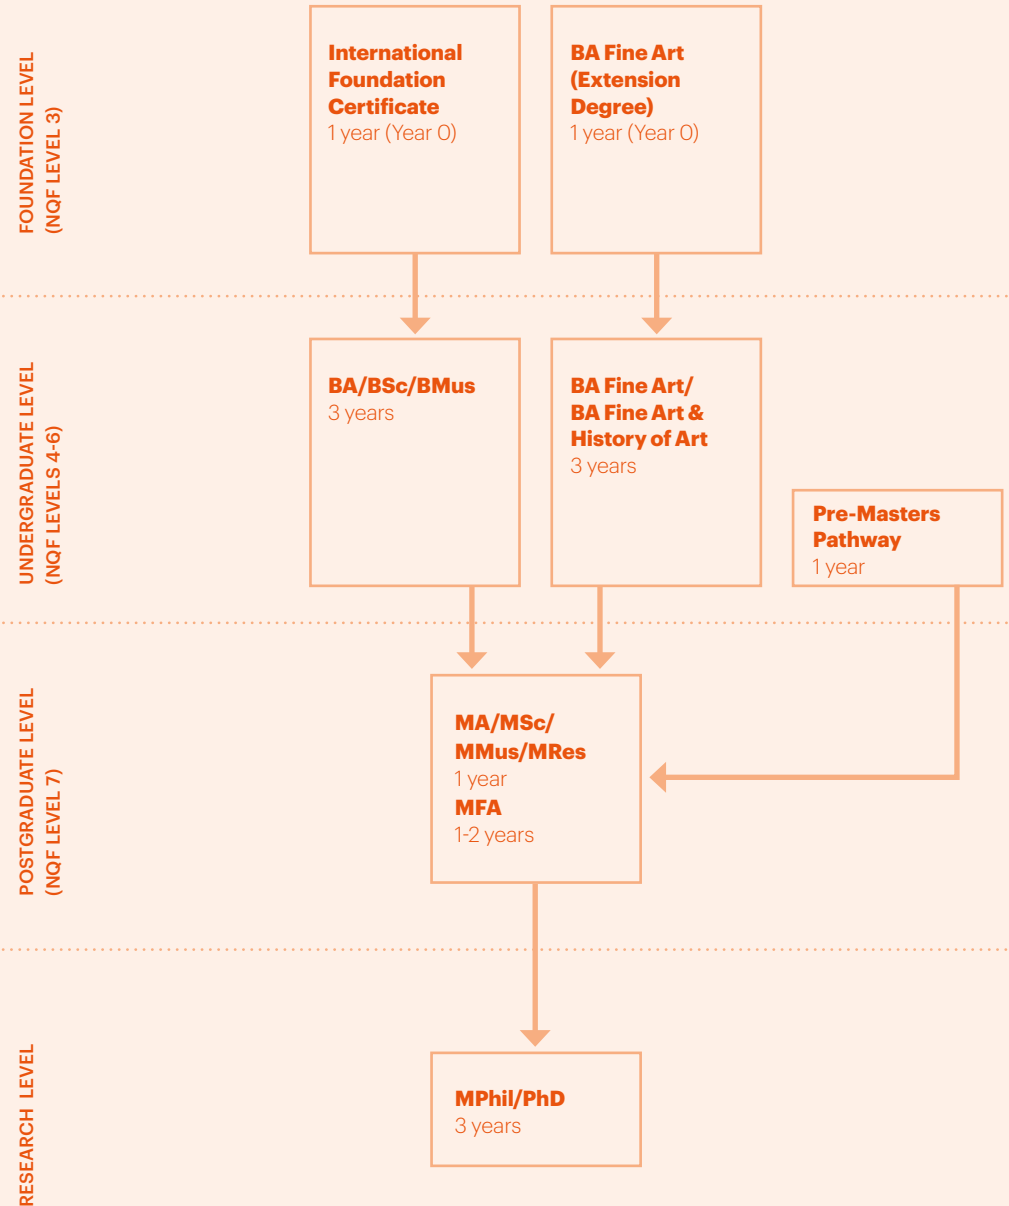 FOUNDATION LEVEL
(NQF LEVEL 3)
International
Foundation
Certificate
1 year (Year 0)
BA Fine Art
(Extension
Degree)
1 year (Year 0)
UNDERGRADUATE LEVEL
(NQF LEVELS 4-6)
BA/BSc/BMus
3 years
BA Fine Art/
BA Fine Art &
History of Art
3 years
Pre-Masters
Pathway
1 year
POSTGRADUATE LEVEL
(NQF LEVEL 7)
MA/MSc/
MMus/MRes
1 year
MFA
1-2 years
RESEARCH LEVEL
MPhil/PhD
3 years